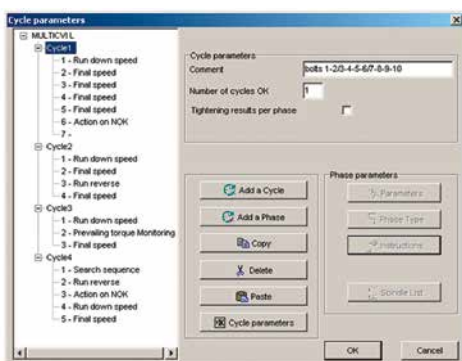 Cycle parameters
MULTICVI L
Cycle1
1 - Run down speed
2 - Final speed
3 - Final speed
4 - Final speed
5 - Final speed
6 - Action on NOK
7 -
Cycle2
1 - Run down speed
2 - Final speed
3 - Run reverse
4 - Final speed
Cycle3
1 - Run down speed
2 - Prevailing torque Monitoring
3 - Final speed
Cycle4
1 - Search sequence
2 - Run reverse
3 - Action on NOK
4 - Final speed
5 - Final speed
Cycle parameters
Comment
bolts 1-2/3-4-5-6/7-8-9-10
Number of cycles OK
1
Tightening results per phase
Add a Cycle
Add a Phase
Copy
Delete
Paste
Cycle parameters
Phase parameters
Parameters
Phase Type
Instructions
Spindle List
OK
Cancel